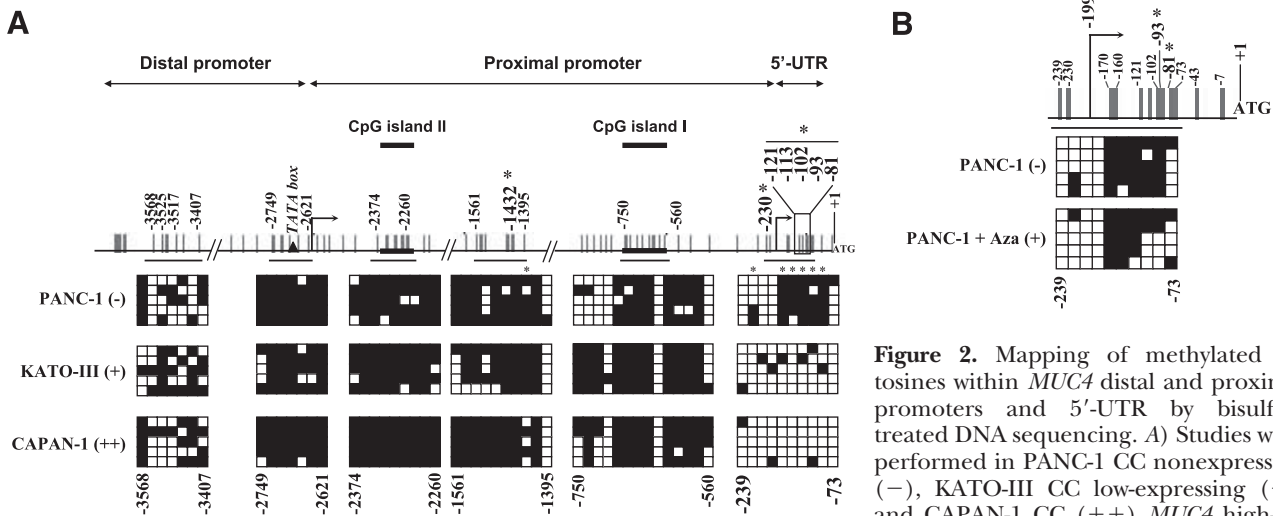 A
B
Distal promoter
Proximal promoter
5'-UTR
CpG island II
CpG island I
*
-3568
-3525
-3517
-3407
-2749
TATA box
-2621
-2374
-2260
-1561
-1432 *
-1395
-750
-560
-230 *
-121
-113
-102
-93
-81
+1
ATG
*
* * * * * *
PANC-1 (-)
KATO-III (+)
CAPAN-1 (++)
-3568
-3407
-2749
-2621
-2374
-2260
-1561
-1395
-750
-560
-239
-73
-239
-230
-199
-170
-160
-121
-102
-93 *
-81 *
-73
-43
-7
+1
ATG
PANC-1 (-)
PANC-1 + Aza (+)
-239
-73
Figure 2. Mapping of methylated
tosines within MUC4 distal and proxin
promoters and 5′-UTR by bisulf
treated DNA sequencing. A) Studies w
performed in PANC-1 CC nonexpress
(−), KATO-III CC low-expressing (
and CAPAN-1 CC (++) MUC4 high-